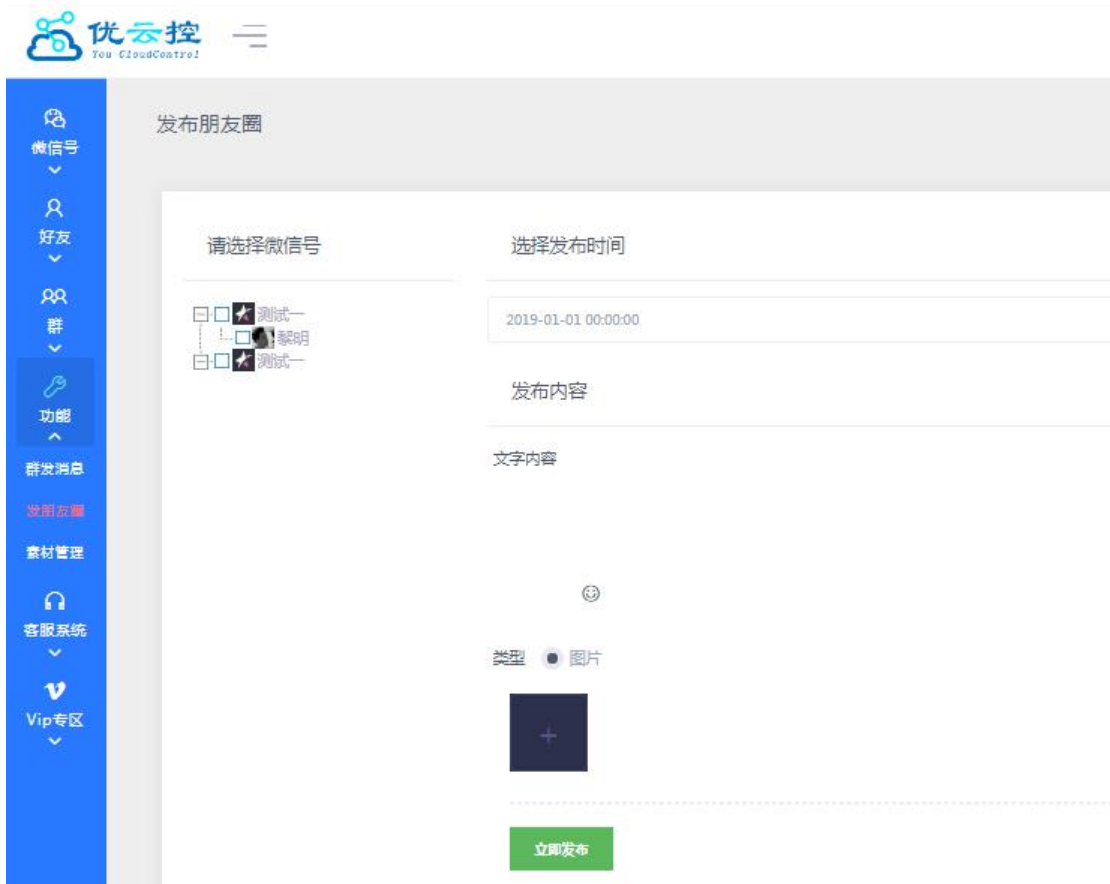 优云控
You CloudControl
微信号
好友
群
功能
群发消息
发朋友圈
素材管理
客服系统
Vip专区
发布朋友圈
请选择微信号
测试一
黎明
测试一
选择发布时间
2019-01-01 00:00:00
发布内容
文字内容
类型 图片
立即发布